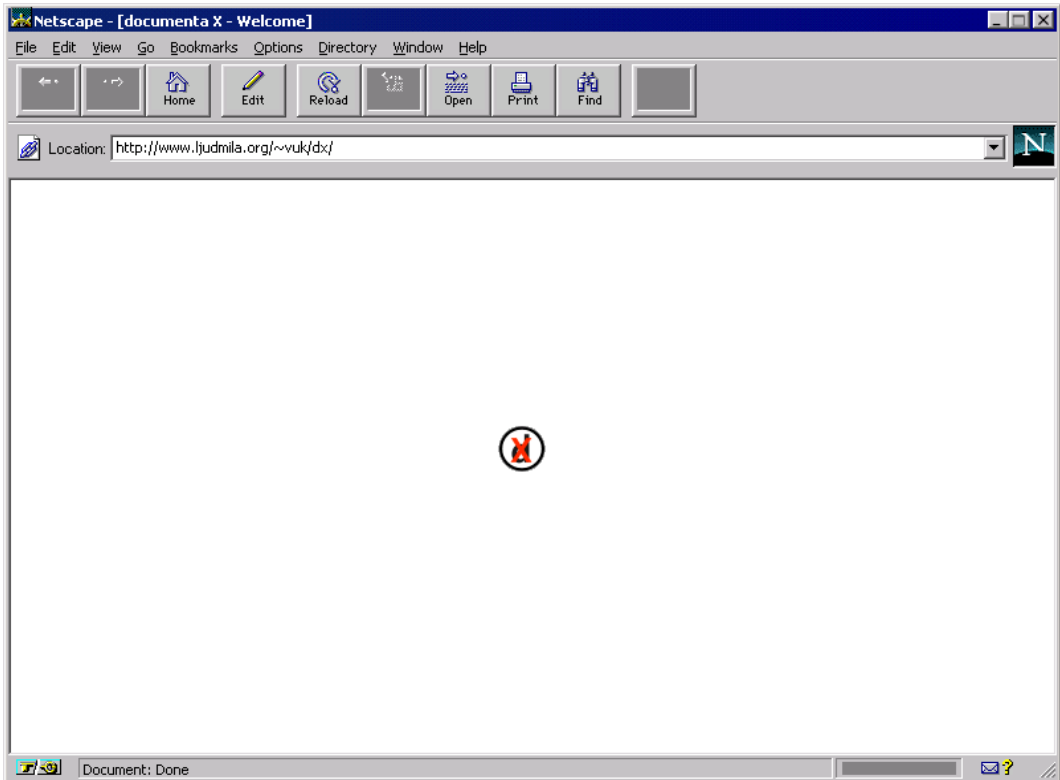 Netscape - [documenta X - Welcome]
File Edit View Go Bookmarks Options Directory Window Help
Home Edit Reload Open Print Find
Location: http://www.ljudmila.org/~vuk/dx/
N
dX
Document: Done
?